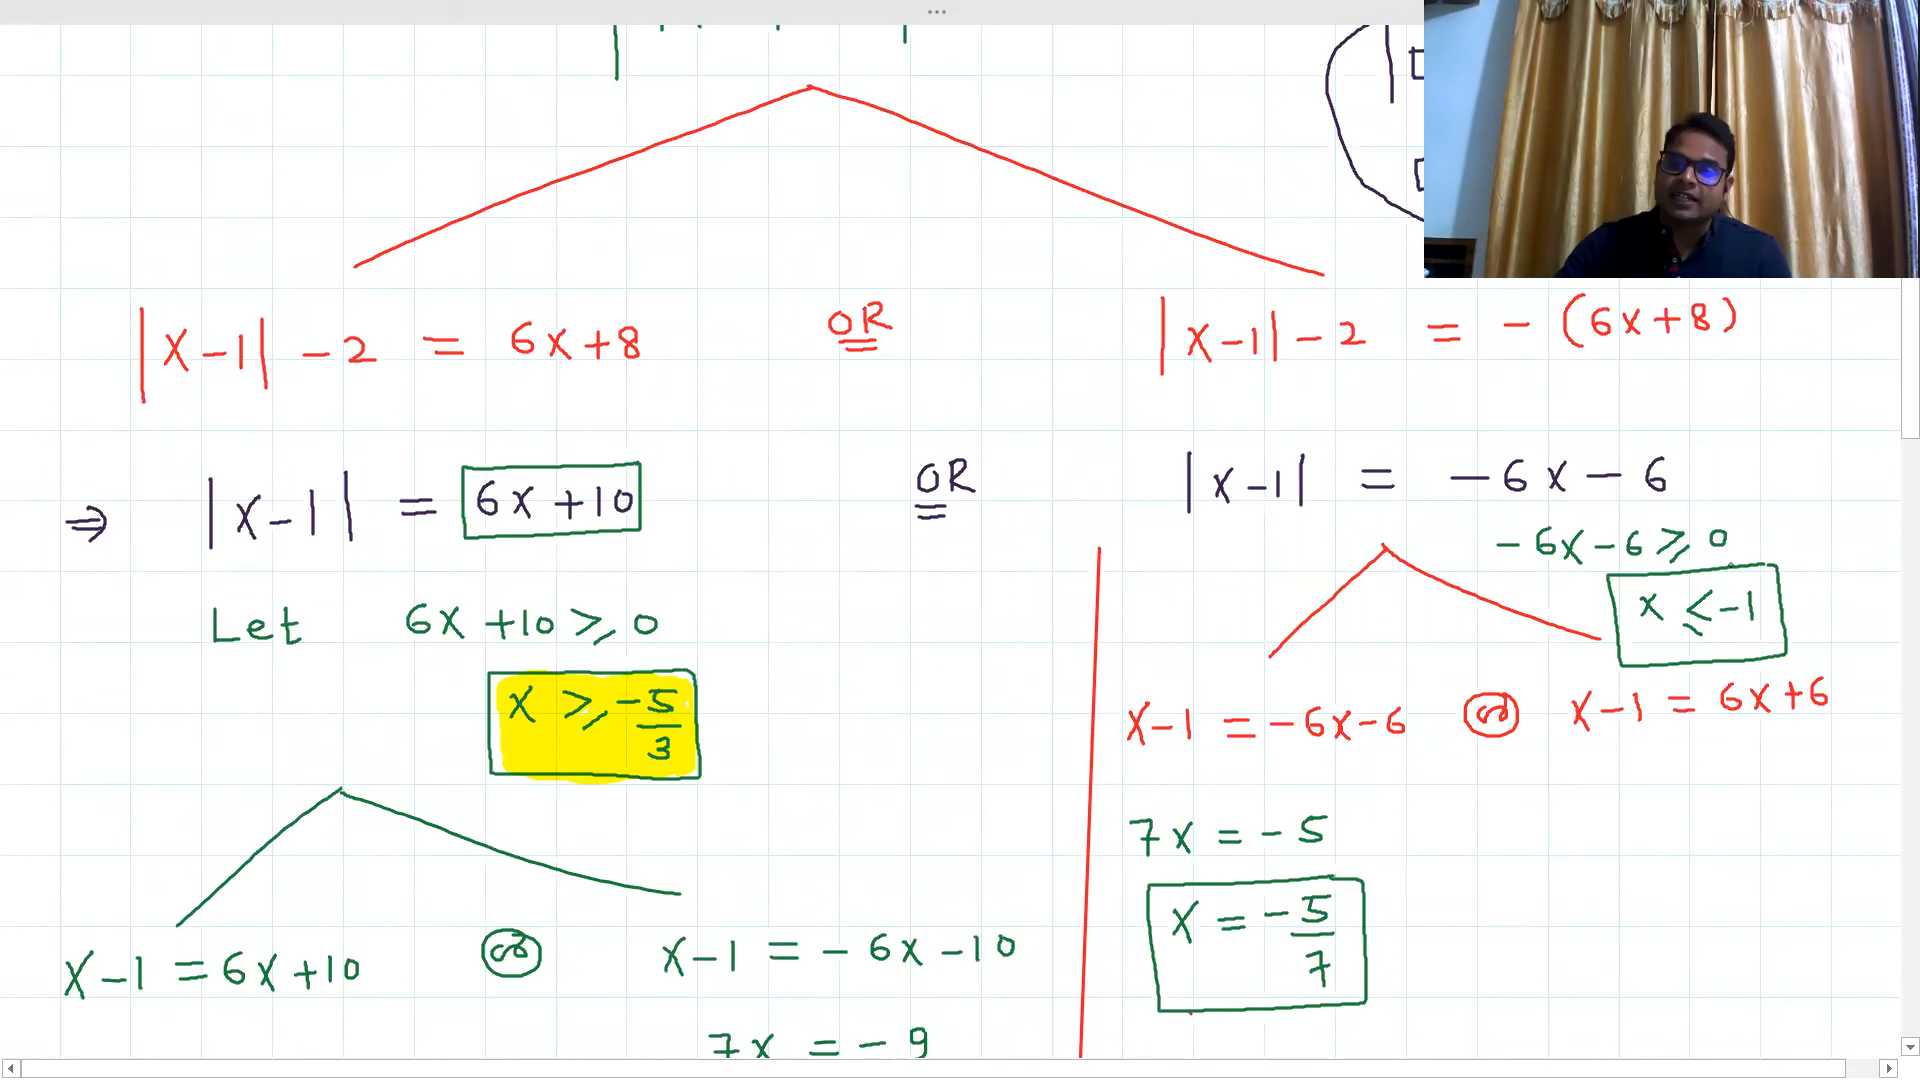 |x-1| - 2 = 6x+8 OR |x-1| - 2 = -(6x+8)
⇒ |x-1| = 6x+10 OR |x-1| = -6x-6
-6x-6 ≥ 0
x ≤ -1
Let 6x+10 ≥ 0
x ≥ -5/3
x-1 = -6x-6 or x-1 = 6x+6
7x = -5
x = -5/7
x-1 = 6x+10 or x-1 = -6x-10
7x = -9